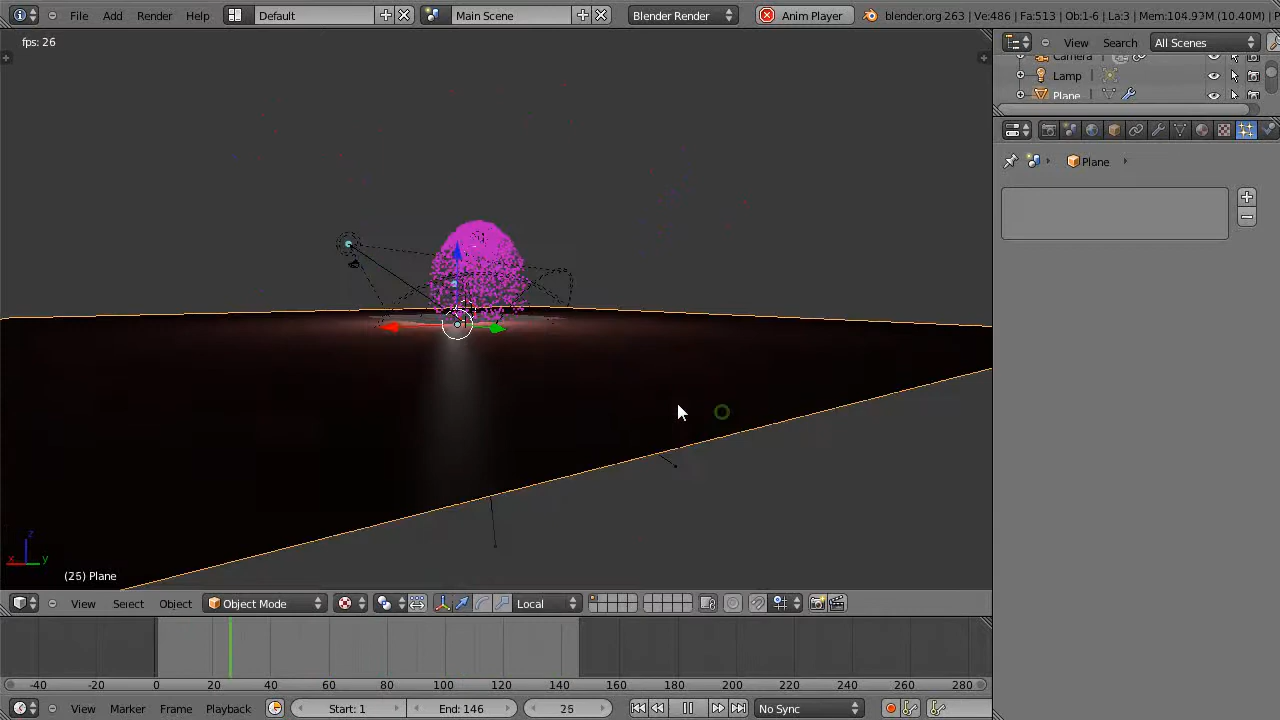 File Add Render Help Default Main Scene Blender Render Anim Player blender.org 263 | Ve:486 | Fa:513 | Ob:1-6 | La:3 | Mem:104.97M (10.40M)
fps: 26
View Search All Scenes
Camera
Lamp
Plane
Plane
z
x y
(25) Plane
View Select Object Object Mode Local
-40 -20 0 20 40 60 80 100 120 140 160 180 200 220 240 260 280
View Marker Frame Playback Start: 1 End: 146 25 No Sync